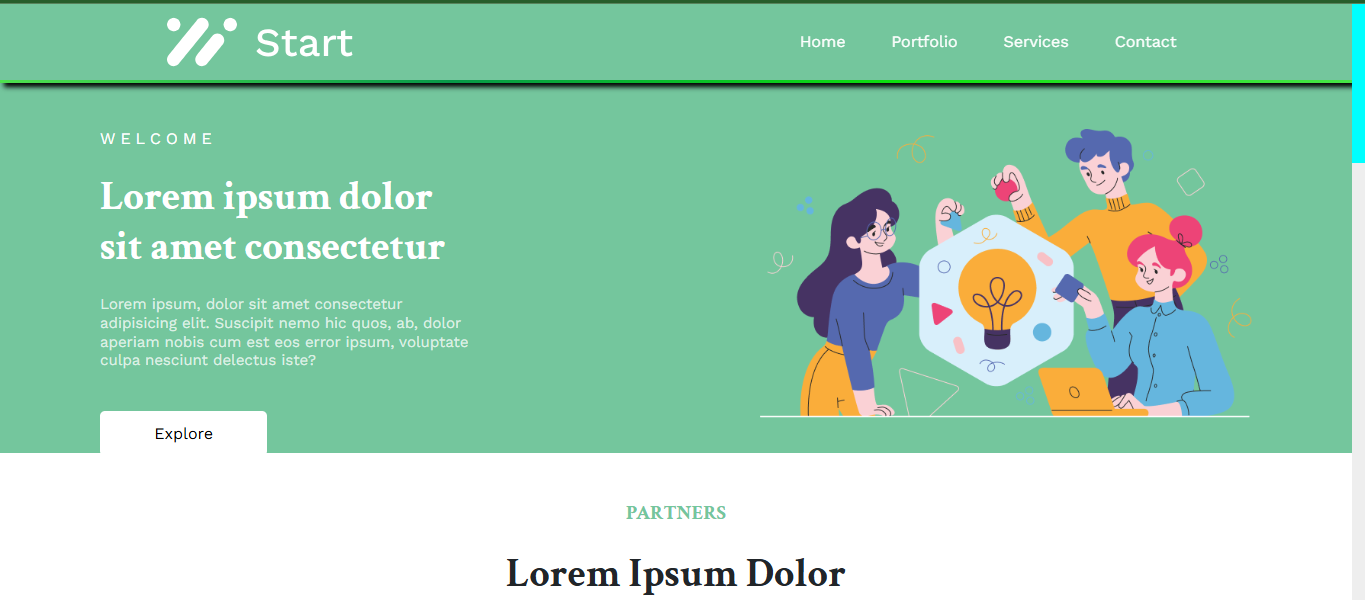 Start
Home Portfolio Services Contact
WELCOME
Lorem ipsum dolor
sit amet consectetur
Lorem ipsum, dolor sit amet consectetur
adipisicing elit. Suscipit nemo hic quos, ab, dolor
aperiam nobis cum est eos error ipsum, voluptate
culpa nesciunt delectus iste?
Explore
PARTNERS
Lorem Ipsum Dolor